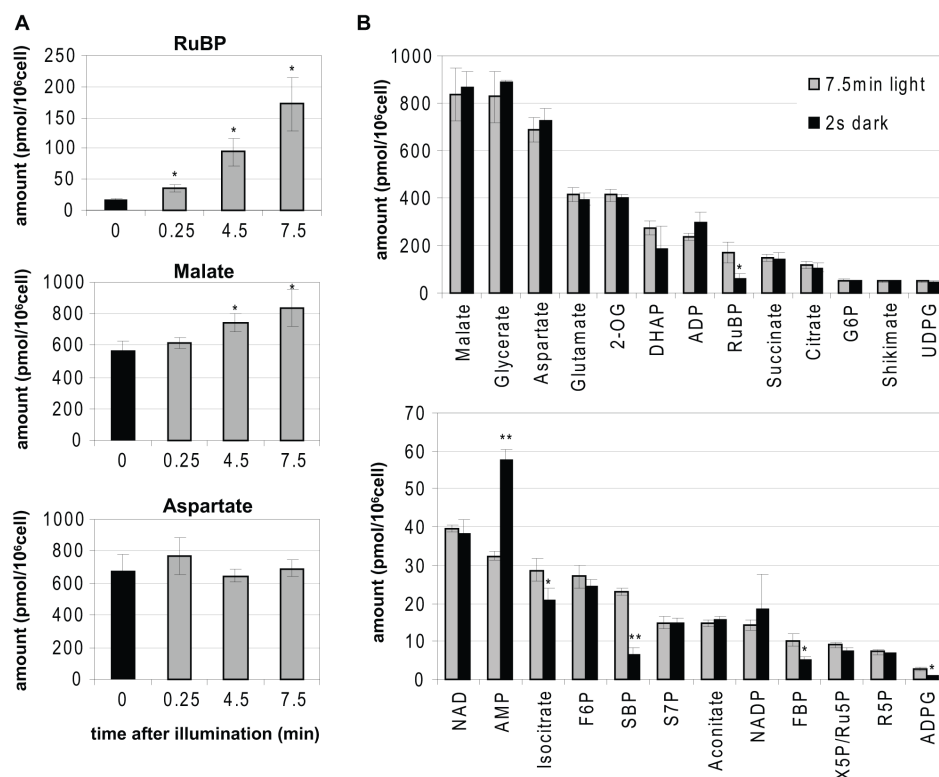 A
RuBP
amount (pmol/10⁶cell)
250
200
150
100
50
0
*
*
*
0 0.25 4.5 7.5
Malate
amount (pmol/10⁶cell)
1000
800
600
400
200
0
*
*
0 0.25 4.5 7.5
Aspartate
amount (pmol/10⁶cell)
1000
800
600
400
200
0
0 0.25 4.5 7.5
time after illumination (min)
B
amount (pmol/10⁶cell)
1000
800
600
400
200
0
7.5min light
2s dark
*
Malate
Glycerate
Aspartate
Glutamate
2-OG
DHAP
ADP
RuBP
Succinate
Citrate
G6P
Shikimate
UDPG
amount (pmol/10⁶cell)
70
60
50
40
30
20
10
0
**
*
**
*
*
NAD
AMP
Isocitrate
F6P
SBP
S7P
Aconitate
NADP
FBP
X5P/Ru5P
R5P
ADPG